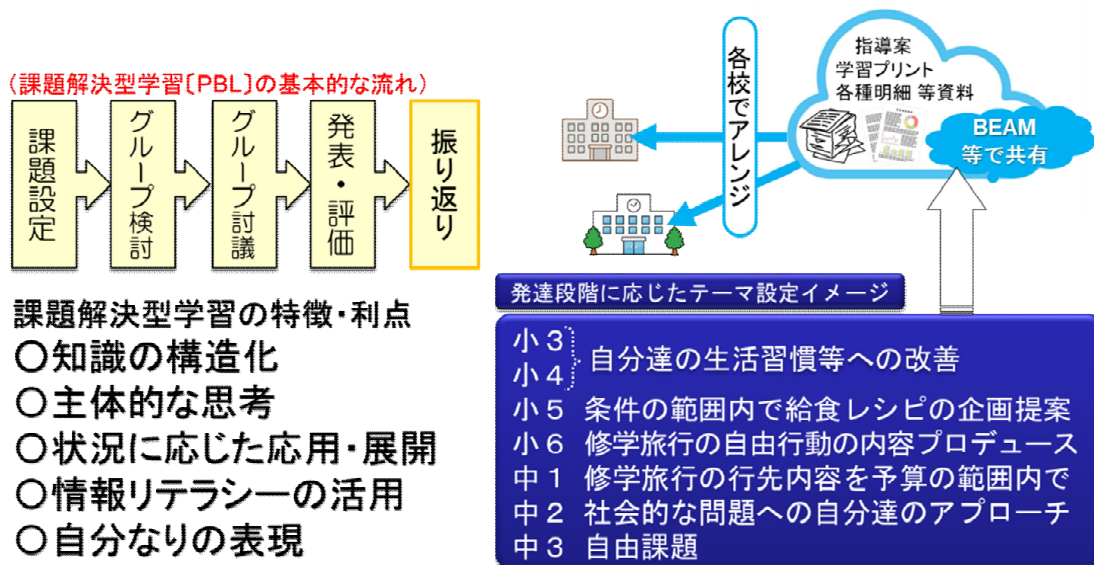 （課題解決型学習〔PBL〕の基本的な流れ）
課題設定
グループ検討
グループ討議
発表・評価
振り返り
課題解決型学習の特徴・利点
〇知識の構造化
〇主体的な思考
〇状況に応じた応用・展開
〇情報リテラシーの活用
〇自分なりの表現
各校でアレンジ
指導案
学習プリント
各種明細 等資料
BEAM
等で共有
発達段階に応じたテーマ設定イメージ
小３
小４
自分達の生活習慣等への改善
小５ 条件の範囲内で給食レシピの企画提案
小６ 修学旅行の自由行動の内容プロデュース
中１ 修学旅行の行先内容を予算の範囲内で
中２ 社会的な問題への自分達のアプローチ
中３ 自由課題